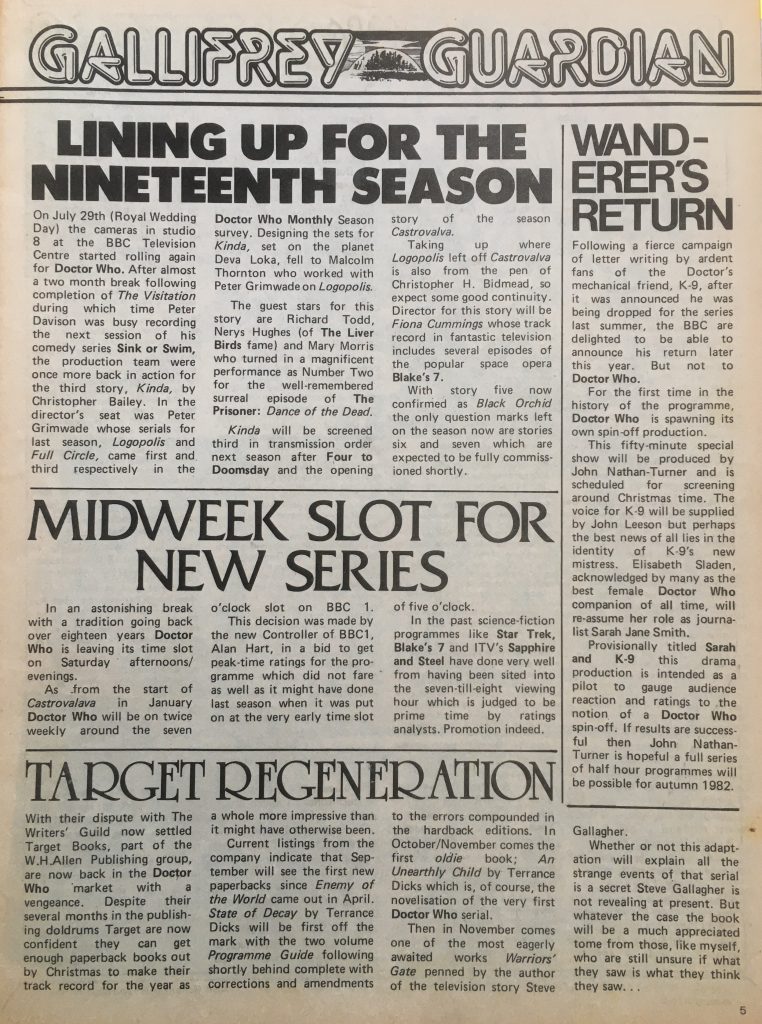 GALLIFREY GUARDIAN
LINING UP FOR THE
NINETEENTH SEASON
On July 29th (Royal Wedding
Day) the cameras in studio
8 at the BBC Television
Centre started rolling again
for Doctor Who. After almost
a two month break following
completion of The Visitation
during which time Peter
Davison was busy recording
the next session of his
comedy series Sink or Swim,
the production team were
once more back in action for
the third story, Kinda, by
Christopher Bailey. In the
director's seat was Peter
Grimwade whose serials for
last season, Logopolis and
Full Circle, came first and
third respectively in the
Doctor Who Monthly Season
survey. Designing the sets for
Kinda, set on the planet
Deva Loka, fell to Malcolm
Thornton who worked with
Peter Grimwade on Logopolis.
The guest stars for this
story are Richard Todd,
Nerys Hughes (of The Liver
Birds fame) and Mary Morris
who turned in a magnificent
performance as Number Two
for the well-remembered
surreal episode of The
Prisoner: Dance of the Dead.
Kinda will be screened
third in transmission order
next season after Four to
Doomsday and the opening
story of the season
Castrovalva.
Taking up where
Logopolis left off Castrovalva
is also from the pen of
Christopher H. Bidmead, so
expect some good continuity.
Director for this story will be
Fiona Cummings whose track
record in fantastic television
includes several episodes of
the popular space opera
Blake's 7.
With story five now
confirmed as Black Orchid
the only question marks left
on the season now are stories
six and seven which are
expected to be fully commiss-
ioned shortly.
WAND-
ERER'S
RETURN
Following a fierce campaign
of letter writing by ardent
fans of the Doctor's
mechanical friend, K-9, after
it was announced he was
being dropped for the series
last summer, the BBC are
delighted to be able to
announce his return later
this year. But not to
Doctor Who.
For the first time in the
history of the programme,
Doctor Who is spawning its
own spin-off production.
This fifty-minute special
show will be produced by
John Nathan-Turner and is
scheduled for screening
around Christmas time. The
voice for K-9 will be supplied
by John Leeson but perhaps
the best news of all lies in the
identity of K-9's new
mistress. Elisabeth Sladen,
acknowledged by many as the
best female Doctor Who
companion of all time, will
re-assume her role as journa-
list Sarah Jane Smith.
Provisionally titled Sarah
and K-9 this drama
production is intended as a
pilot to gauge audience
reaction and ratings to the
notion of a Doctor Who
spin-off. If results are success-
ful then John Nathan-
Turner is hopeful a full series
of half hour programmes will
be possible for autumn 1982.
MIDWEEK SLOT FOR
NEW SERIES
In an astonishing break
with a tradition going back
over eighteen years Doctor
Who is leaving its time slot
on Saturday afternoons/
evenings.
As from the start of
Castrovalava in January
Doctor Who will be on twice
weekly around the seven
o'clock slot on BBC 1.
This decision was made by
the new Controller of BBC1,
Alan Hart, in a bid to get
peak-time ratings for the pro-
gramme which did not fare
as well as it might have done
last season when it was put
on at the very early time slot
of five o'clock.
In the past science-fiction
programmes like Star Trek,
Blake's 7 and ITV's Sapphire
and Steel have done very well
from having been sited into
the seven-till-eight viewing
hour which is judged to be
prime time by ratings
analysts. Promotion indeed.
TARGET REGENERATION
With their dispute with The
Writers' Guild now settled
Target Books, part of the
W.H.Allen Publishing group,
are now back in the Doctor
Who market with a
vengeance. Despite their
several months in the publish-
ing doldrums Target are now
confident they can get
enough paperback books out
by Christmas to make their
track record for the year as
a whole more impressive than
it might have otherwise been.
Current listings from the
company indicate that Sep-
tember will see the first new
paperbacks since Enemy of
the World came out in April.
State of Decay by Terrance
Dicks will be first off the
mark with the two volume
Programme Guide following
shortly behind complete with
corrections and amendments
to the errors compounded in
the hardback editions. In
October/November comes the
first oldie book; An
Unearthly Child by Terrance
Dicks which is, of course, the
novelisation of the very first
Doctor Who serial.
Then in November comes
one of the most eagerly
awaited works Warriors'
Gate penned by the author
of the television story Steve
Gallagher.
Whether or not this adapt-
ation will explain all the
strange events of that serial
is a secret Steve Gallagher is
not revealing at present. But
whatever the case the book
will be a much appreciated
tome from those, like myself,
who are still unsure if what
they saw is what they think
they saw. . .
5